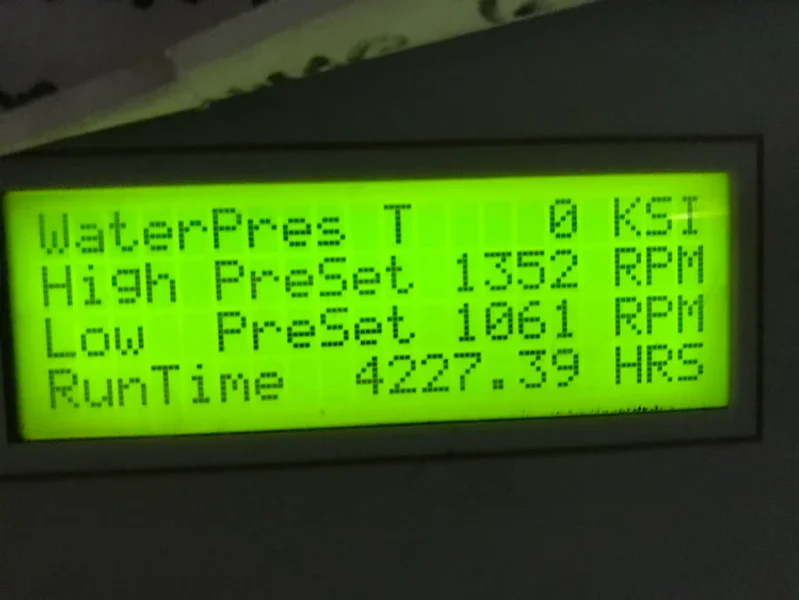 WaterPres T 0 KSI
High PreSet 1352 RPM
Low PreSet 1061 RPM
RunTime 4227.39 HRS